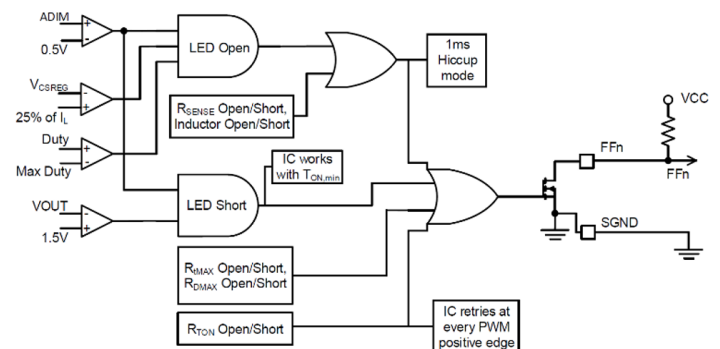 ADIM
+
-
0.5V
LED Open
1ms
Hiccup
mode
VCSREG
-
+
25% of IL
RSENSE Open/Short,
Inductor Open/Short
VCC
Duty
+
-
Max Duty
IC works
with TON,min
FFn
FFn
LED Short
VOUT
-
+
1.5V
SGND
RtMAX Open/Short,
RDMAX Open/Short
RTON Open/Short
IC retries at
every PWM
positive edge